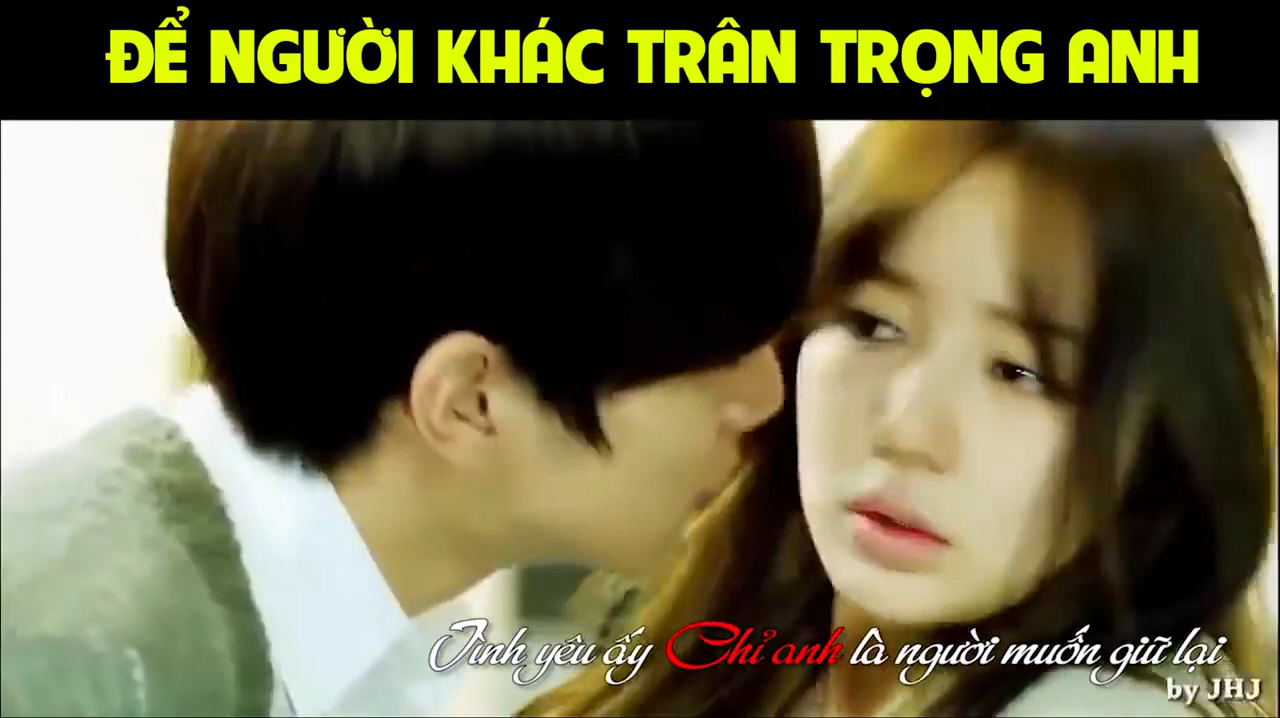 ĐỂ NGƯỜI KHÁC TRÂN TRỌNG ANH
Tình yêu ấy Chỉ anh là người muốn giữ lại
by JHJ